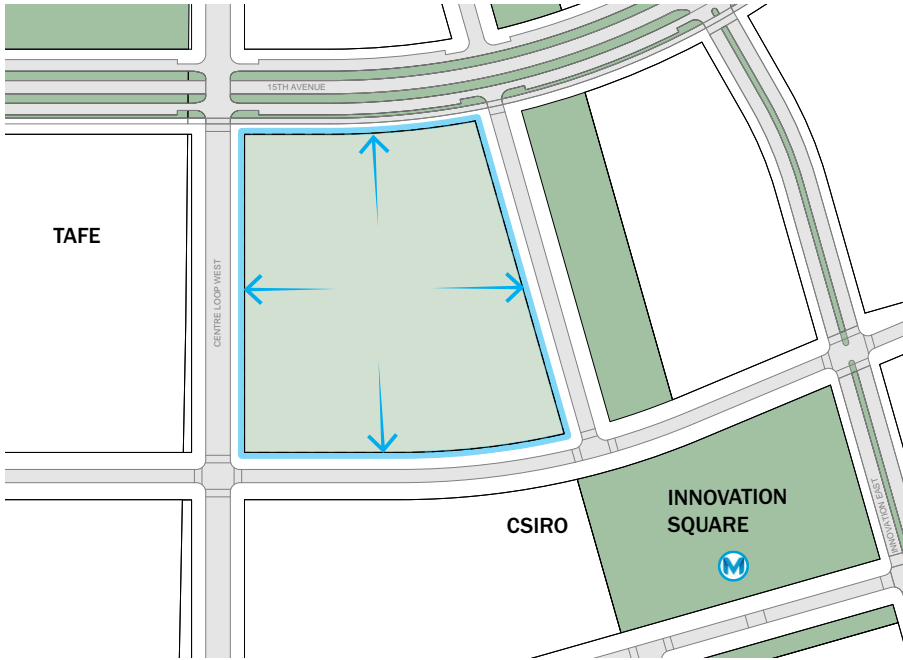 15TH AVENUE
TAFE
CENTRE LOOP WEST
INNOVATION
SQUARE
CSIRO
M
INNOVATION EAST